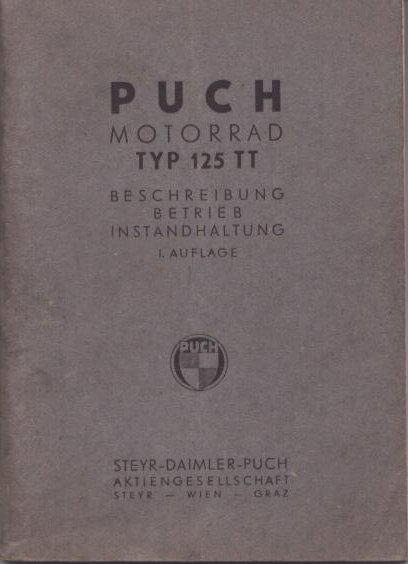 PUCH
MOTORRAD
TYP 125 TT
BESCHREIBUNG
BETRIEB
INSTANDHALTUNG
I. AUFLAGE
PUCH
STEYR-DAIMLER-PUCH
AKTIENGESELLSCHAFT
STEYR — WIEN — GRAZ